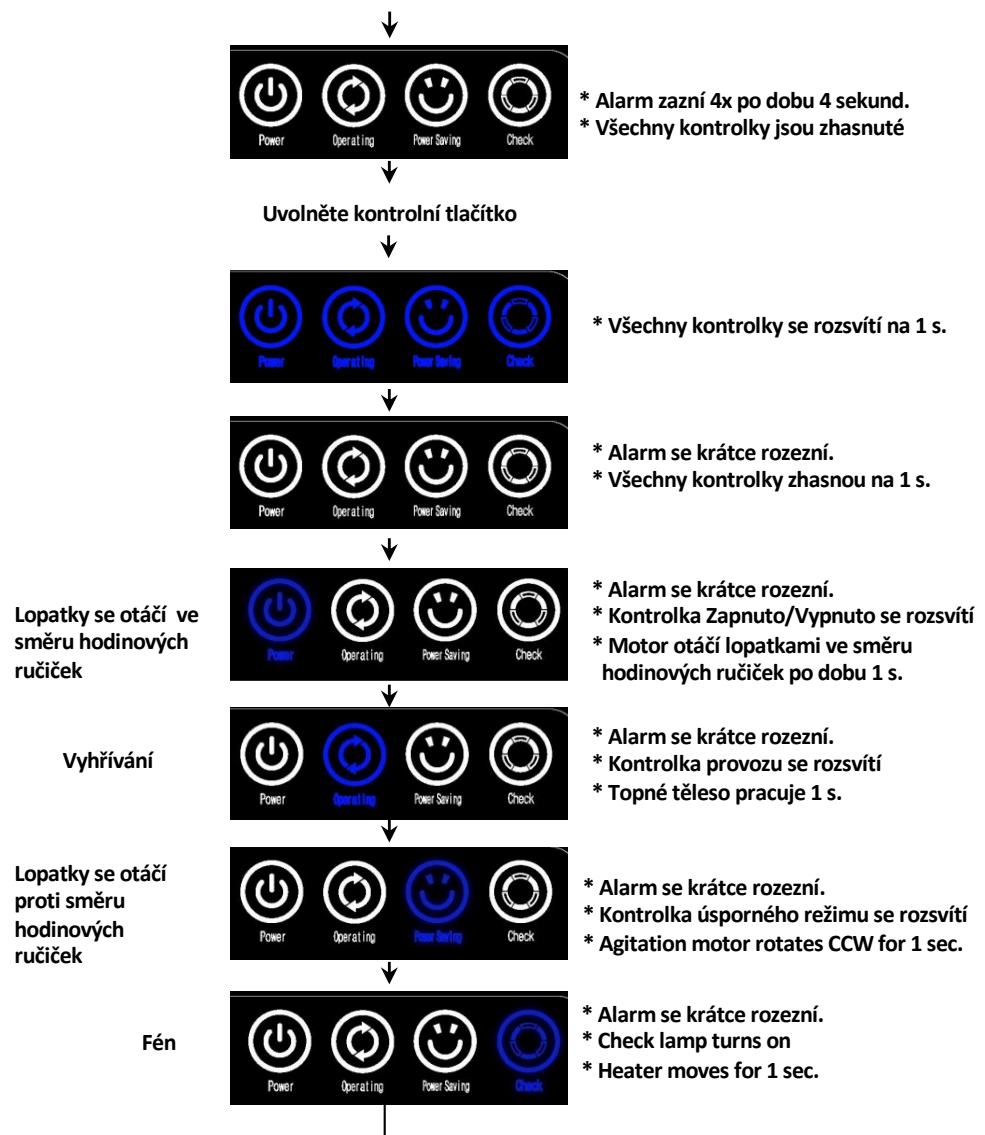 Power Operating Power Saving Check
* Alarm zazní 4x po dobu 4 sekund.
* Všechny kontrolky jsou zhasnuté
Uvolněte kontrolní tlačítko
Power Operating Power Saving Check
* Všechny kontrolky se rozsvítí na 1 s.
Power Operating Power Saving Check
* Alarm se krátce rozezní.
* Všechny kontrolky zhasnou na 1 s.
Lopatky se otáčí ve
směru hodinových
ručiček
Power Operating Power Saving Check
* Alarm se krátce rozezní.
* Kontrolka Zapnuto/Vypnuto se rozsvítí
* Motor otáčí lopatkami ve směru
hodinových ručiček po dobu 1 s.
Vyhřívání
Power Operating Power Saving Check
* Alarm se krátce rozezní.
* Kontrolka provozu se rozsvítí
* Topné těleso pracuje 1 s.
Lopatky se otáčí
proti směru
hodinových
ručiček
Power Operating Power Saving Check
* Alarm se krátce rozezní.
* Kontrolka úsporného režimu se rozsvítí
* Agitation motor rotates CCW for 1 sec.
Fén
Power Operating Power Saving Check
* Alarm se krátce rozezní.
* Check lamp turns on
* Heater moves for 1 sec.